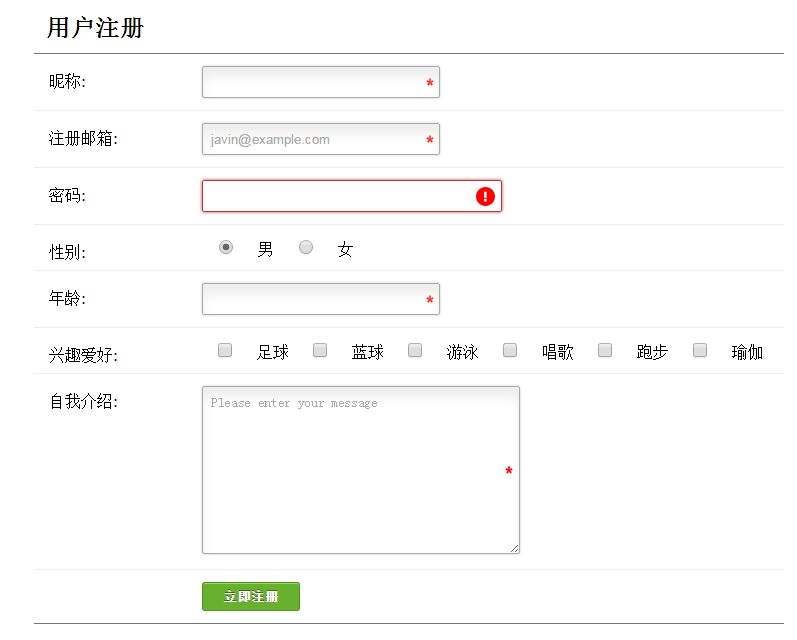 用户注册
昵称: *
注册邮箱: javin@example.com *
密码: !
性别: 男 女
年龄: *
兴趣爱好: 足球 蓝球 游泳 唱歌 跑步 瑜伽
自我介绍: Please enter your message
*
立即注册